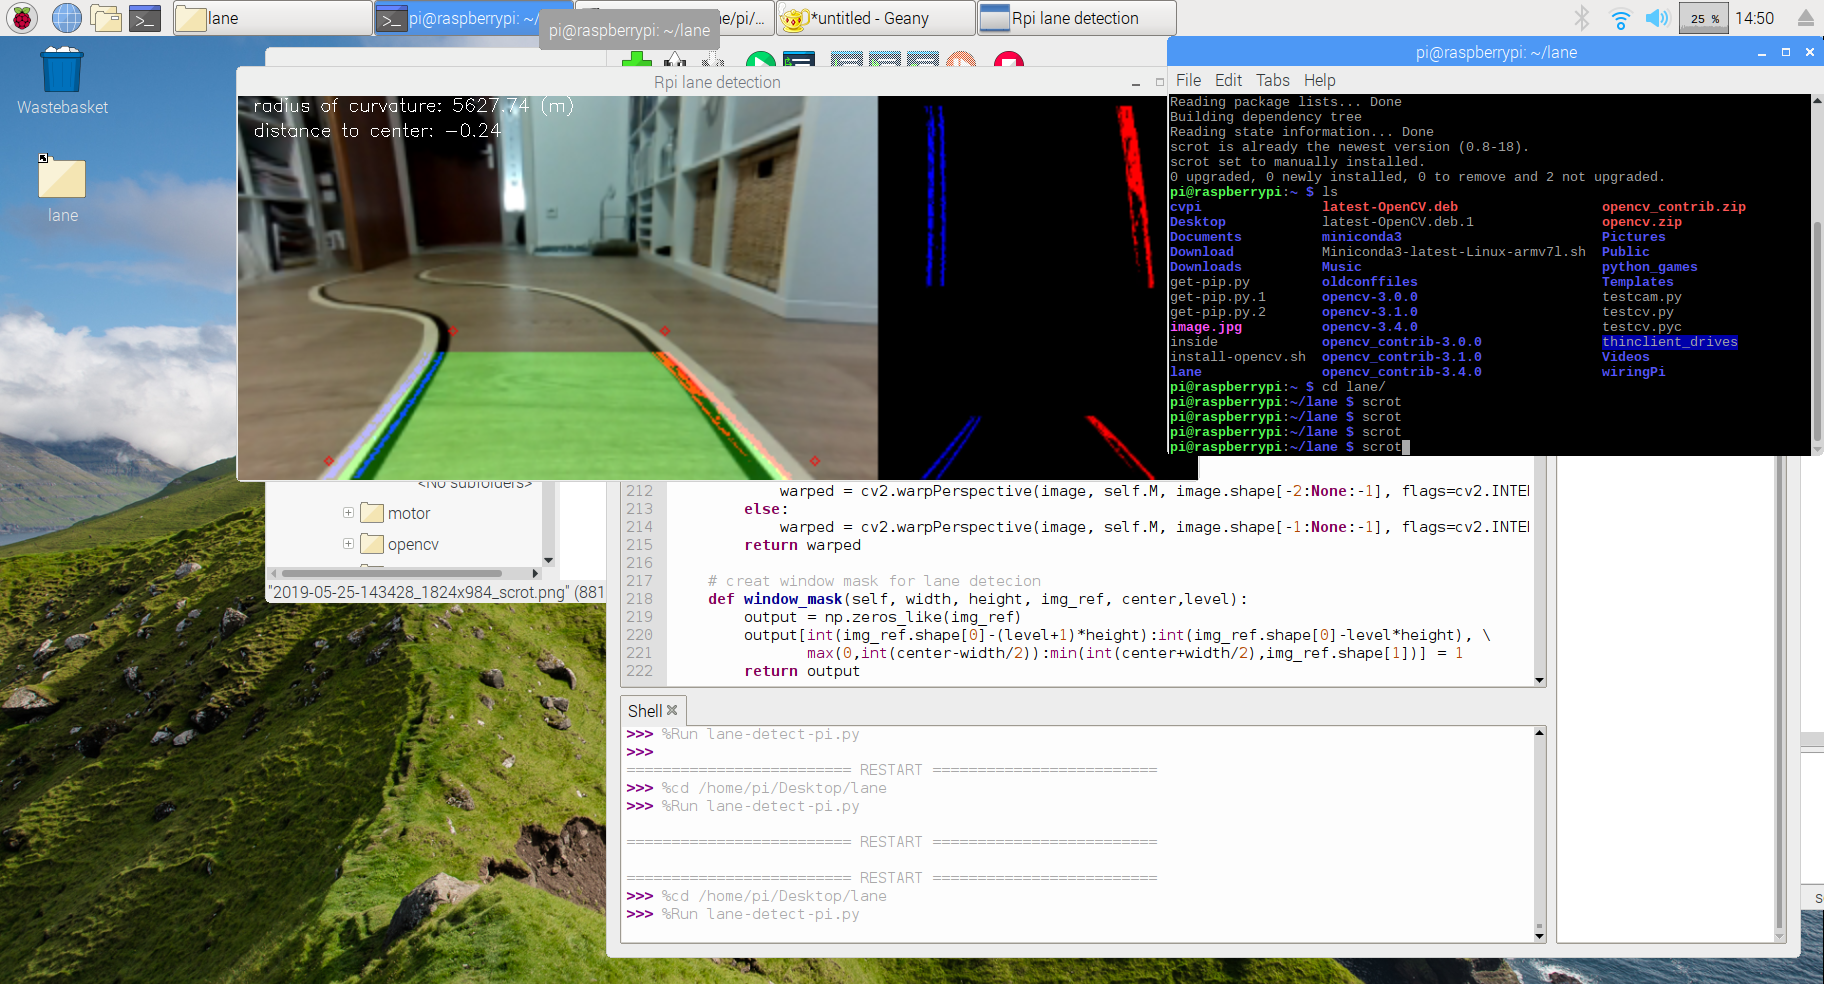 lane
pi@raspberrypi: ~/
ne/pi/...
*untitled - Geany
Rpi lane detection
25 %
14:50
pi@raspberrypi: ~/lane
Wastebasket
lane
Rpi lane detection
radius of curvature: 5627.74 (m)
distance to center: -0.24
pi@raspberrypi: ~/lane
File Edit Tabs Help
Reading package lists... Done
Building dependency tree
Reading state information... Done
scrot is already the newest version (0.8-18).
scrot set to manually installed.
0 upgraded, 0 newly installed, 0 to remove and 2 not upgraded.
pi@raspberrypi:~ $ ls
cvpi latest-OpenCV.deb opencv_contrib.zip
Desktop latest-OpenCV.deb.1 opencv.zip
Documents miniconda3 Pictures
Download Miniconda3-latest-Linux-armv7l.sh Public
Downloads Music python_games
get-pip.py oldconffiles Templates
get-pip.py.1 opencv-3.0.0 testcam.py
get-pip.py.2 opencv-3.1.0 testcv.py
image.jpg opencv-3.4.0 testcv.pyc
inside opencv_contrib-3.0.0 thinclient_drives
install-opencv.sh opencv_contrib-3.1.0 Videos
lane opencv_contrib-3.4.0 wiringPi
pi@raspberrypi:~ $ cd lane/
pi@raspberrypi:~/lane $ scrot
pi@raspberrypi:~/lane $ scrot
pi@raspberrypi:~/lane $ scrot
pi@raspberrypi:~/lane $ scrot
<No subfolders>
motor
opencv
"2019-05-25-143428_1824x984_scrot.png" (881
212 warped = cv2.warpPerspective(image, self.M, image.shape[-2:None:-1], flags=cv2.INTER
213 else:
214 warped = cv2.warpPerspective(image, self.M, image.shape[-1:None:-1], flags=cv2.INTER
215 return warped
216
217 # creat window mask for lane detecion
218 def window_mask(self, width, height, img_ref, center,level):
219 output = np.zeros_like(img_ref)
220 output[int(img_ref.shape[0]-(level+1)*height):int(img_ref.shape[0]-level*height), \
221 max(0,int(center-width/2)):min(int(center+width/2),img_ref.shape[1])] = 1
222 return output
Shell
>>> %Run lane-detect-pi.py
>>>
========================= RESTART =========================
>>> %cd /home/pi/Desktop/lane
>>> %Run lane-detect-pi.py
========================= RESTART =========================
========================= RESTART =========================
>>> %cd /home/pi/Desktop/lane
>>> %Run lane-detect-pi.py